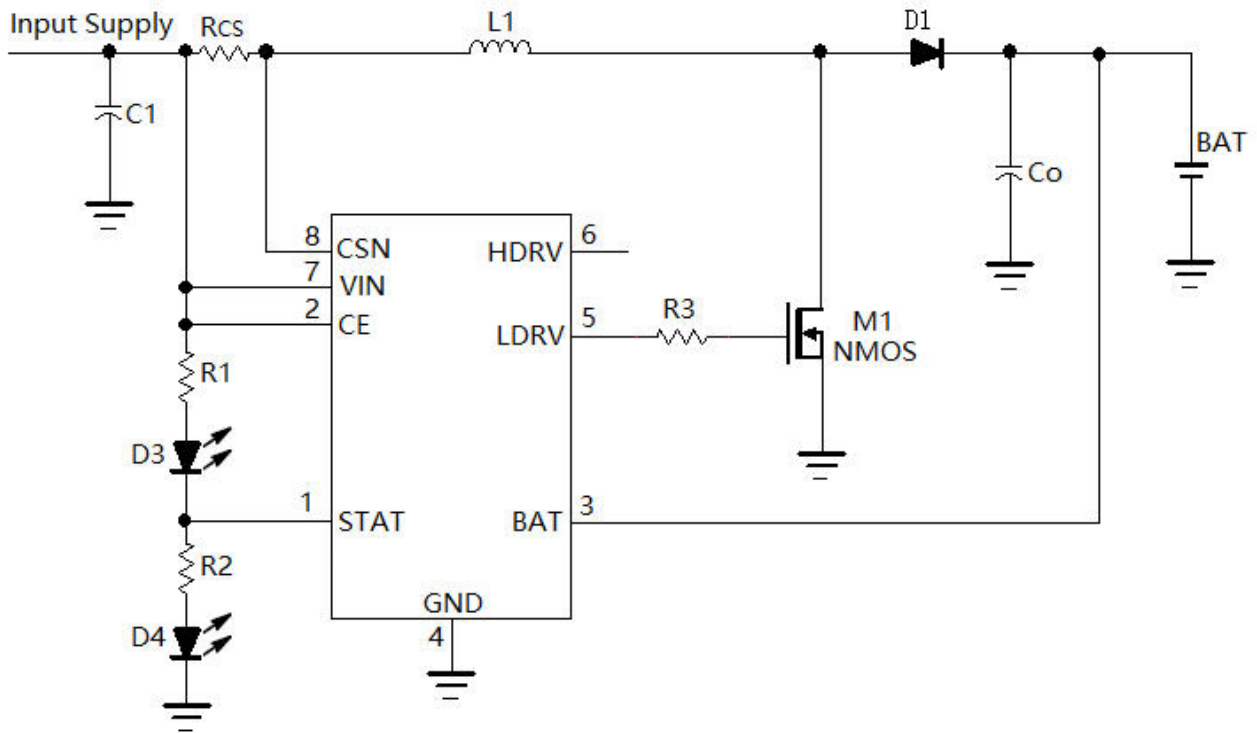 Input Supply
Rcs
L1
D1
C1
Co
BAT
8
CSN
HDRV
6
7
VIN
2
CE
LDRV
5
R3
M1
NMOS
R1
D3
1
STAT
BAT
3
R2
D4
GND
4